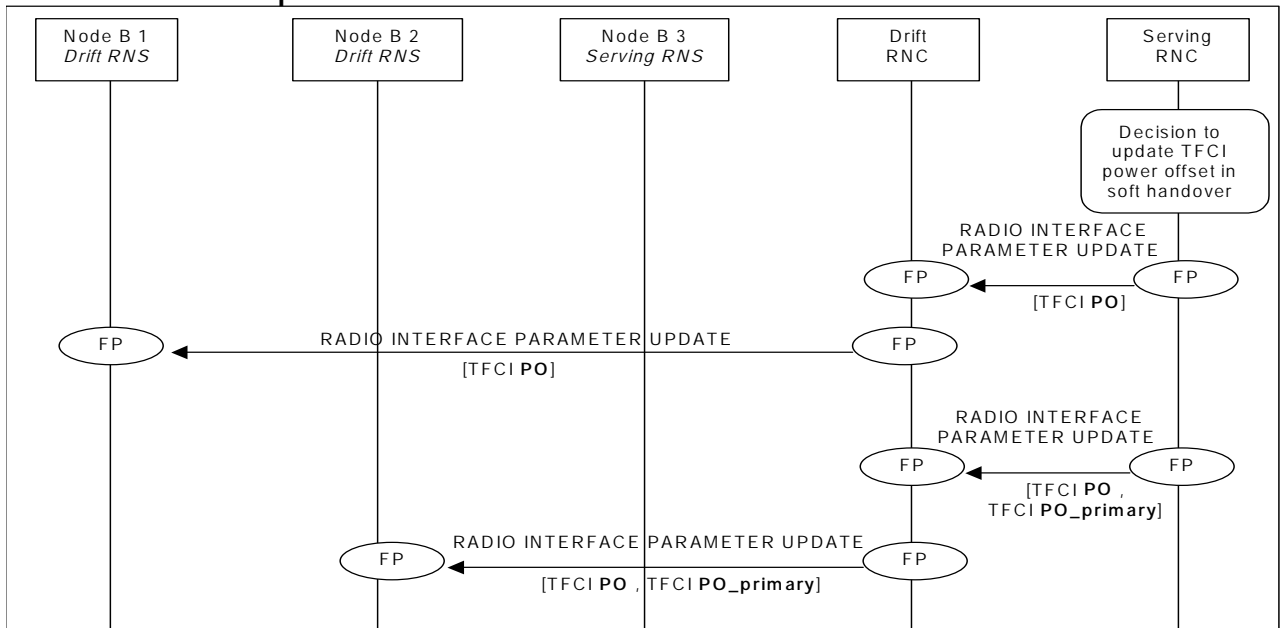 Node B 1
Drift RNS
Node B 2
Drift RNS
Node B 3
Serving RNS
Drift
RNC
Serving
RNC
Decision to
update TFCI
power offset in
soft handover
RADIO INTERFACE
PARAMETER UPDATE
FP
FP
[TFCI PO]
FP
RADIO INTERFACE PARAMETER UPDATE
FP
[TFCI PO]
RADIO INTERFACE
PARAMETER UPDATE
FP
FP
[TFCI PO ,
TFCI PO_primary]
FP
RADIO INTERFACE PARAMETER UPDATE
FP
[TFCI PO , TFCI PO_primary]